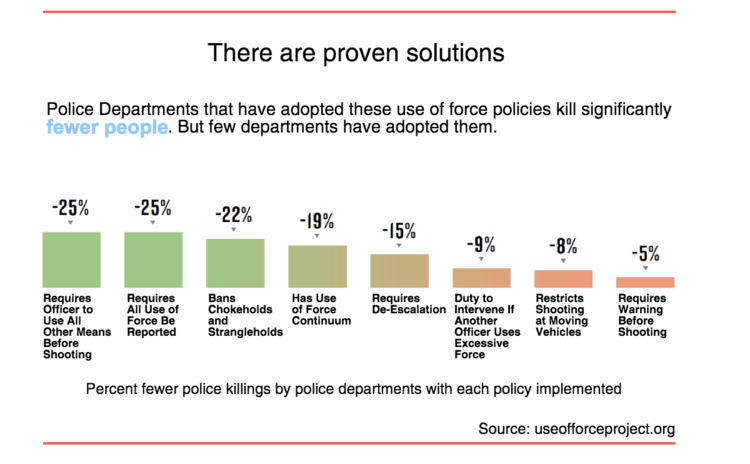 There are proven solutions
Police Departments that have adopted these use of force policies kill significantly
fewer people. But few departments have adopted them.
-25%
-25%
-22%
-19%
-15%
-9%
-8%
-5%
Requires
Officer to
Use All
Other Means
Before
Shooting
Requires
All Use of
Force Be
Reported
Bans
Chokeholds
and
Strangleholds
Has Use
of Force
Continuum
Requires
De-Escalation
Duty to
Intervene If
Another
Officer Uses
Excessive
Force
Restricts
Shooting
at Moving
Vehicles
Requires
Warning
Before
Shooting
Percent fewer police killings by police departments with each policy implemented
Source: useofforceproject.org